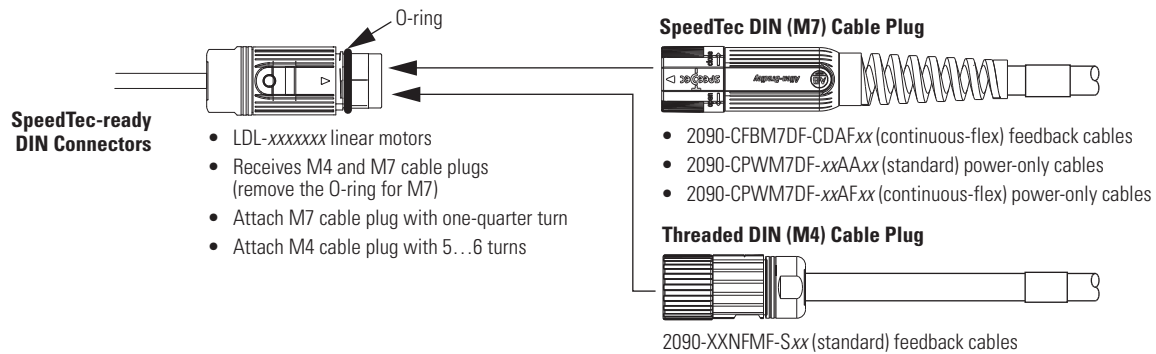 O-ring
SpeedTec DIN (M7) Cable Plug
SpeedTec-ready
DIN Connectors
• LDL-xxxxxxx linear motors
• Receives M4 and M7 cable plugs
(remove the O-ring for M7)
• Attach M7 cable plug with one-quarter turn
• Attach M4 cable plug with 5…6 turns
Allen-Bradley
AB
• 2090-CFBM7DF-CDAFxx (continuous-flex) feedback cables
• 2090-CPWM7DF-xxAAxx (standard) power-only cables
• 2090-CPWM7DF-xxAFxx (continuous-flex) power-only cables
Threaded DIN (M4) Cable Plug
2090-XXNFMF-Sxx (standard) feedback cables